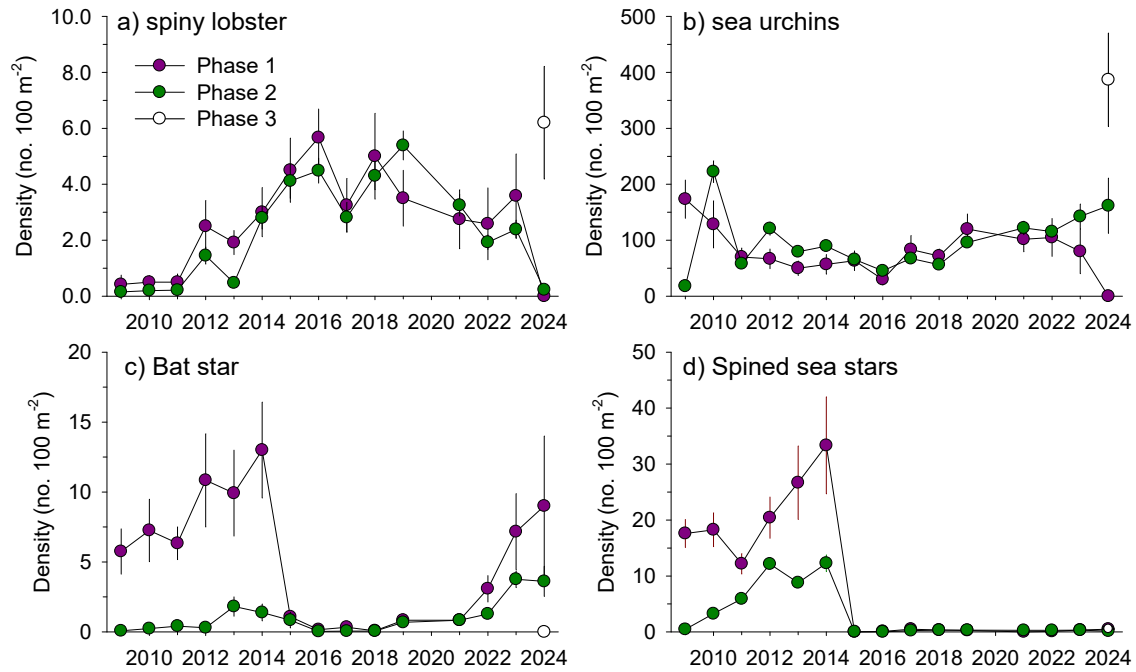 a) spiny lobster
Phase 1
Phase 2
Phase 3
Density (no. 100 m⁻²)
10.0
8.0
6.0
4.0
2.0
0.0
2010 2012 2014 2016 2018 2020 2022 2024
b) sea urchins
Density (no. 100 m⁻²)
500
400
300
200
100
0
2010 2012 2014 2016 2018 2020 2022 2024
c) Bat star
Density (no. 100 m⁻²)
20
15
10
5
0
2010 2012 2014 2016 2018 2020 2022 2024
d) Spined sea stars
Density (no. 100 m⁻²)
50
40
30
20
10
0
2010 2012 2014 2016 2018 2020 2022 2024